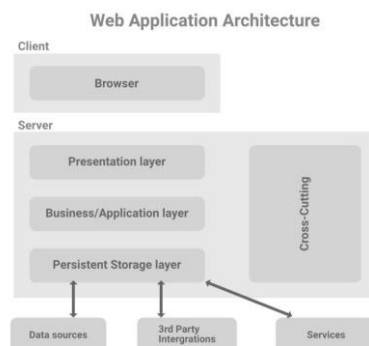 Web Application Architecture
Client
Browser
Server
Presentation layer
Business/Application layer
Persistent Storage layer
Cross-Cutting
Data sources
3rd Party
Intergrations
Services